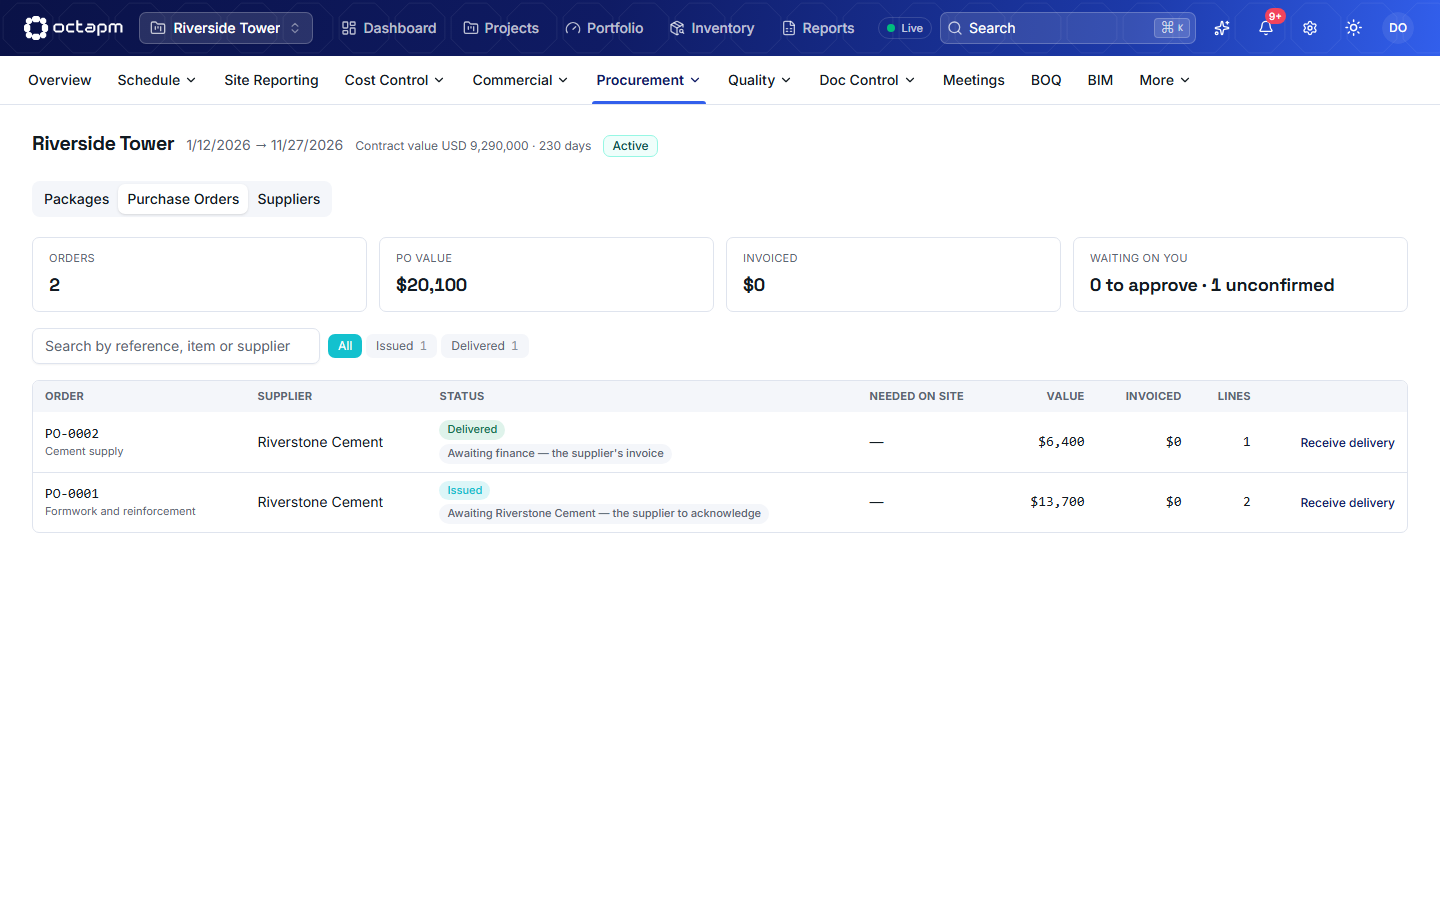 octapm
Riverside Tower
Dashboard
Projects
Portfolio
Inventory
Reports
Live
Search
⌘ K
9+
DO
Overview
Schedule
Site Reporting
Cost Control
Commercial
Procurement
Quality
Doc Control
Meetings
BOQ
BIM
More
Riverside Tower 1/12/2026 → 11/27/2026 Contract value USD 9,290,000 · 230 days Active
Packages
Purchase Orders
Suppliers
ORDERS
2
PO VALUE
$20,100
INVOICED
$0
WAITING ON YOU
0 to approve · 1 unconfirmed
Search by reference, item or supplier
All
Issued 1
Delivered 1
ORDER SUPPLIER STATUS NEEDED ON SITE VALUE INVOICED LINES
PO-0002
Cement supply
Riverstone Cement
Delivered
Awaiting finance — the supplier's invoice
— $6,400 $0 1 Receive delivery
PO-0001
Formwork and reinforcement
Riverstone Cement
Issued
Awaiting Riverstone Cement — the supplier to acknowledge
— $13,700 $0 2 Receive delivery